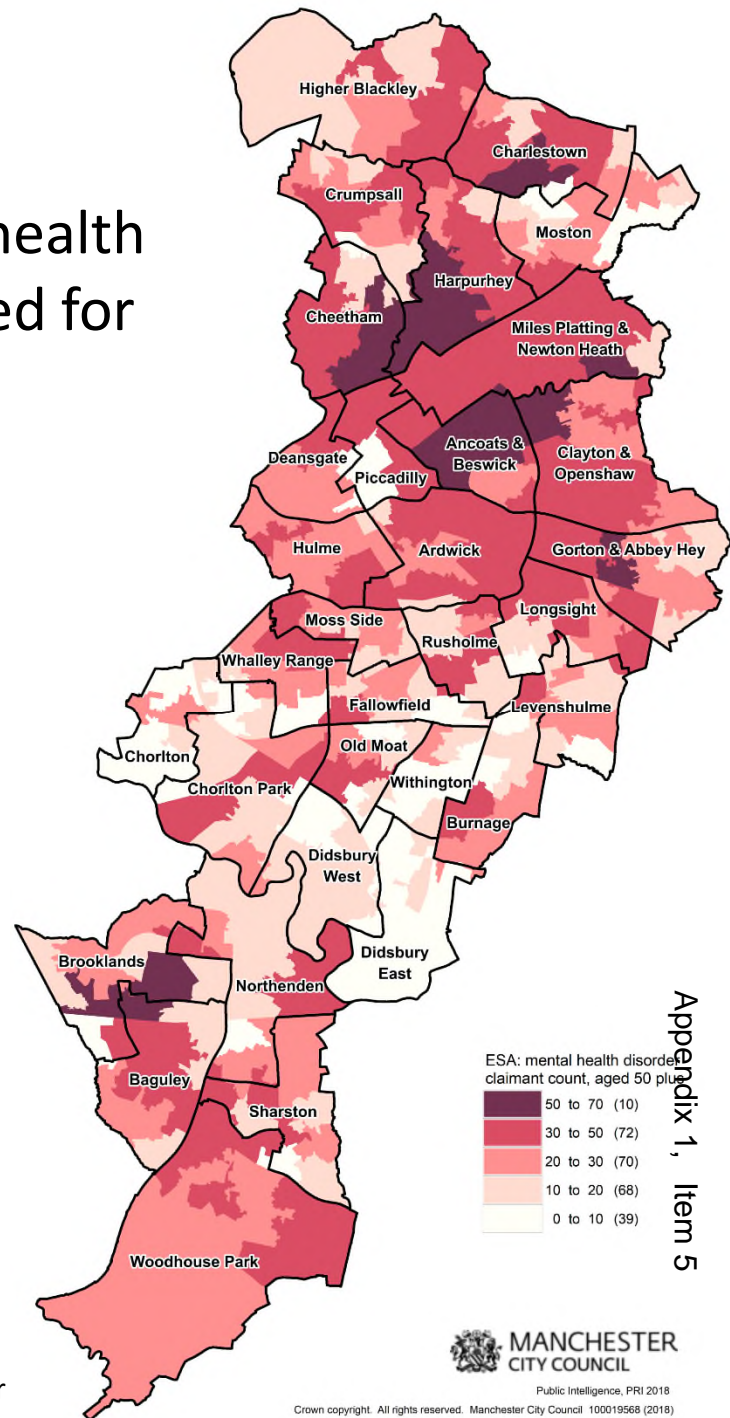 health
ed for
Higher Blackley
Charlestown
Crumpsall
Moston
Harpurhey
Cheetham
Miles Platting &
Newton Heath
Ancoats &
Beswick
Clayton &
Openshaw
Deansgate
Piccadilly
Hulme
Ardwick
Gorton & Abbey Hey
Longsight
Moss Side
Rusholme
Whalley Range
Fallowfield
Levenshulme
Chorlton
Old Moat
Withington
Chorlton Park
Burnage
Didsbury
West
Didsbury
East
Brooklands
Northenden
Baguley
Sharston
Woodhouse Park
ESA: mental health disorder
claimant count, aged 50 plus
50 to 70 (10)
30 to 50 (72)
20 to 30 (70)
10 to 20 (68)
0 to 10 (39)
Appendix 1, Item 5
MANCHESTER
CITY COUNCIL
Public Intelligence, PRI 2018
Crown copyright. All rights reserved. Manchester City Council 100019568 (2018)